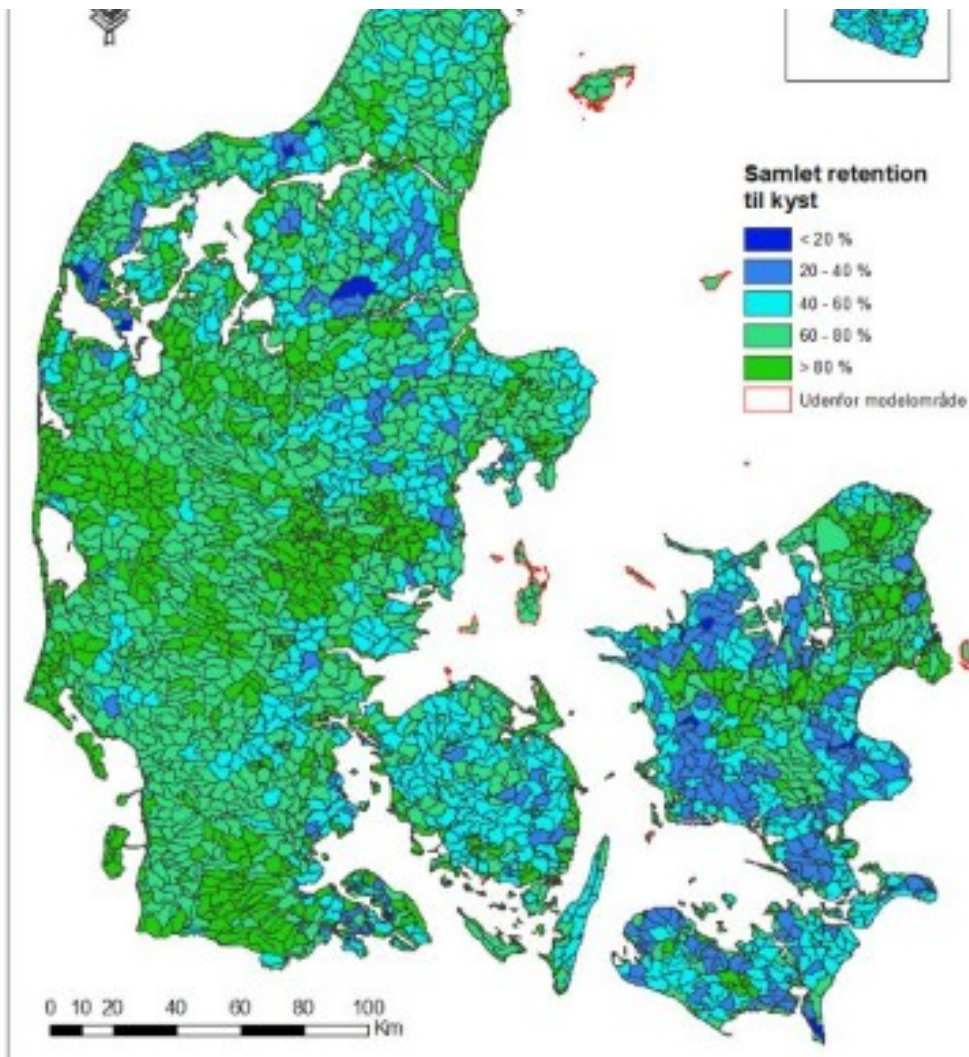 Samlet retention
til kyst
< 20 %
20 - 40 %
40 - 60 %
60 - 80 %
> 80 %
Udenfor modelområde
0 10 20 40 60 80 100
Km